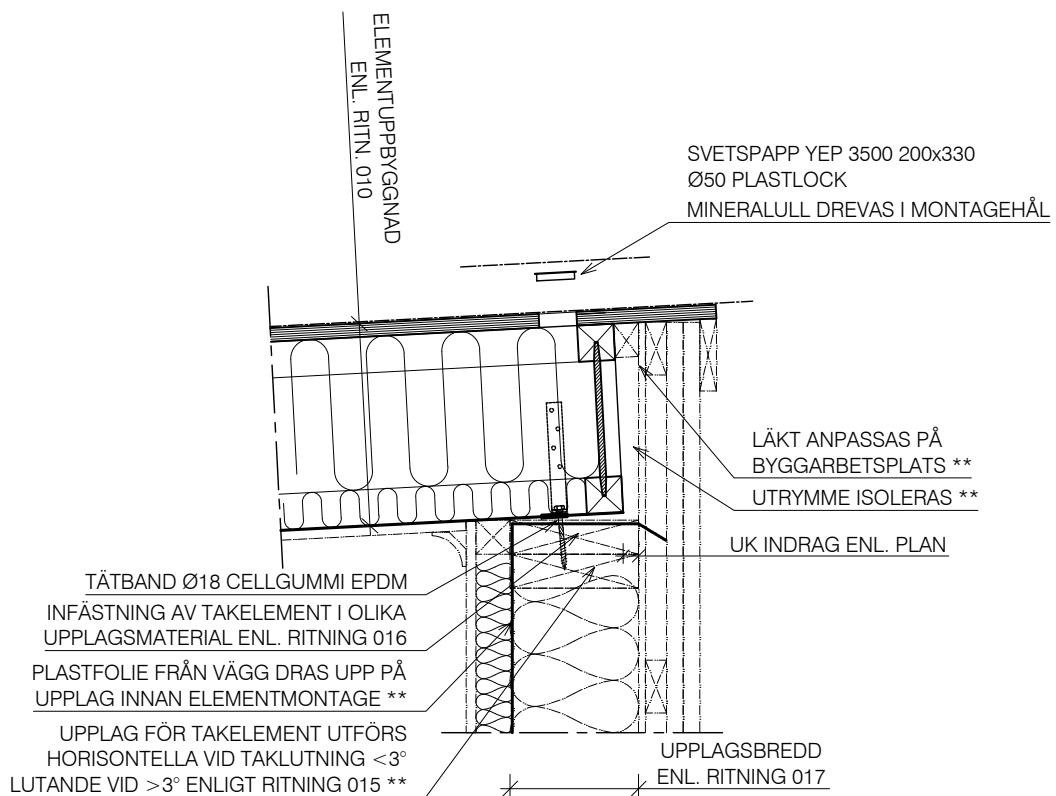 ELEMENTUPPBYGGNAD
ENL. RITN. 010
SVETSPAPP YEP 3500 200x330
Ø50 PLASTLOCK
MINERALULL DREVAS I MONTAGEHÅL
LÄKT ANPASSAS PÅ
BYGGARBETSPLATS **
UTRYMME ISOLERAS **
UK INDRAG ENL. PLAN
TÄTBAND Ø18 CELLGUMMI EPDM
INFÄSTNING AV TAKELEMENT I OLIKA
UPPLAGSMATERIAL ENL. RITNING 016
PLASTFOLIE FRÅN VÄGG DRAS UPP PÅ
UPPLAG INNAN ELEMENTMONTAGE **
UPPLAG FÖR TAKELEMENT UTFÖRS
HORISONTELLA VID TAKLUTNING <3°
LUTANDE VID >3° ENLIGT RITNING 015 **
UPPLAGSBREDD
ENL. RITNING 017